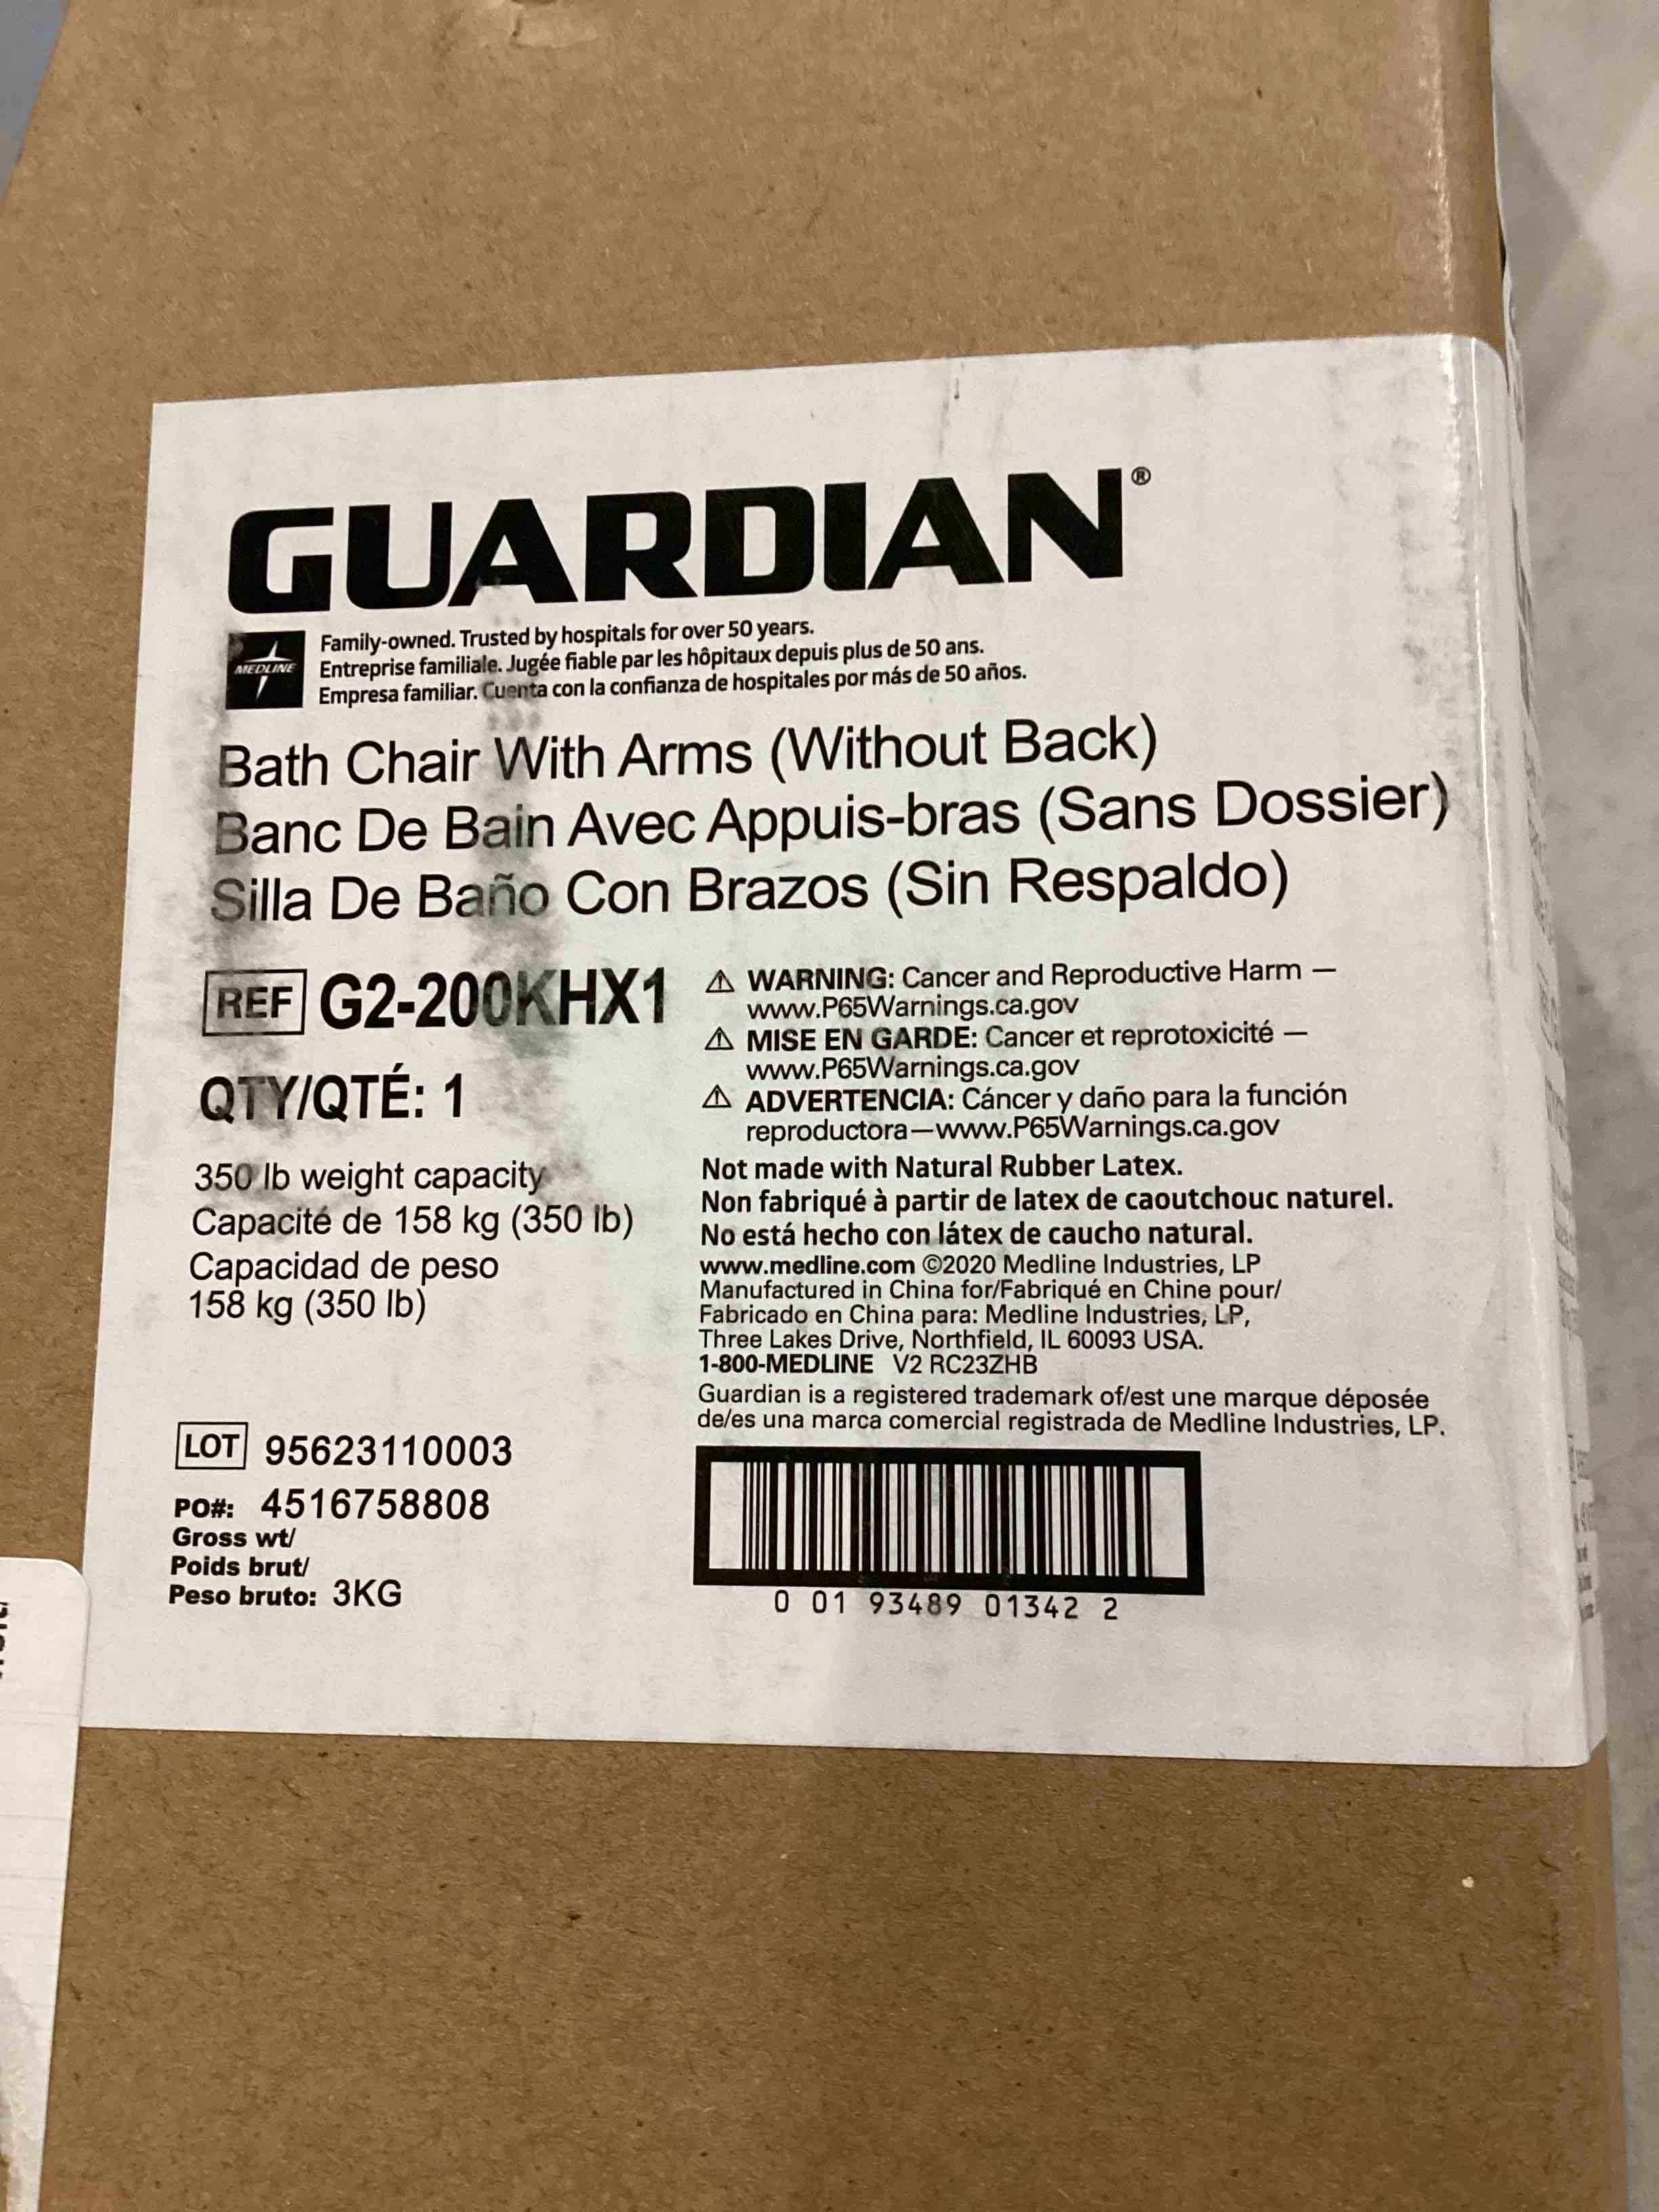 GUARDIAN®
MEDLINE
Family-owned. Trusted by hospitals for over 50 years.
Entreprise familiale. Jugée fiable par les hôpitaux depuis plus de 50 ans.
Empresa familiar. Cuenta con la confianza de hospitales por más de 50 años.
Bath Chair With Arms (Without Back)
Banc De Bain Avec Appuis-bras (Sans Dossier)
Silla De Baño Con Brazos (Sin Respaldo)
REF G2-200KHX1
QTY/QTÉ: 1
350 lb weight capacity
Capacité de 158 kg (350 lb)
Capacidad de peso
158 kg (350 lb)
⚠ WARNING: Cancer and Reproductive Harm —
www.P65Warnings.ca.gov
⚠ MISE EN GARDE: Cancer et reprotoxicité —
www.P65Warnings.ca.gov
⚠ ADVERTENCIA: Cáncer y daño para la función
reproductora—www.P65Warnings.ca.gov
Not made with Natural Rubber Latex.
Non fabriqué à partir de latex de caoutchouc naturel.
No está hecho con látex de caucho natural.
www.medline.com ©2020 Medline Industries, LP
Manufactured in China for/Fabriqué en Chine pour/
Fabricado en China para: Medline Industries, LP,
Three Lakes Drive, Northfield, IL 60093 USA.
1-800-MEDLINE V2 RC23ZHB
Guardian is a registered trademark of/est une marque déposée
de/es una marca comercial registrada de Medline Industries, LP.
LOT 95623110003
PO#: 4516758808
Gross wt/
Poids brut/
Peso bruto: 3KG
0 01 93489 01342 2